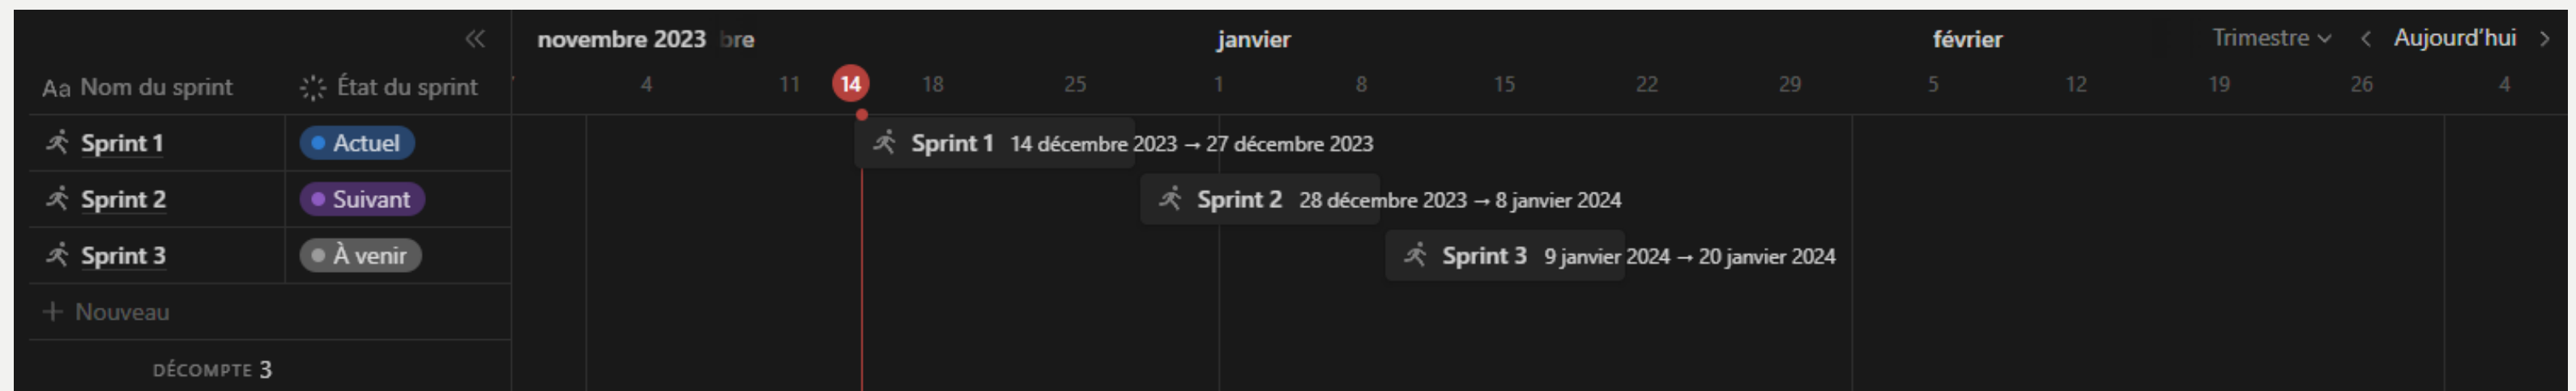 novembre 2023 bre janvier février Trimestre Aujourd'hui
Aa Nom du sprint État du sprint 4 11 14 18 25 1 8 15 22 29 5 12 19 26 4
Sprint 1 Actuel Sprint 1 14 décembre 2023 → 27 décembre 2023
Sprint 2 Suivant Sprint 2 28 décembre 2023 → 8 janvier 2024
Sprint 3 À venir Sprint 3 9 janvier 2024 → 20 janvier 2024
+ Nouveau
DÉCOMPTE 3